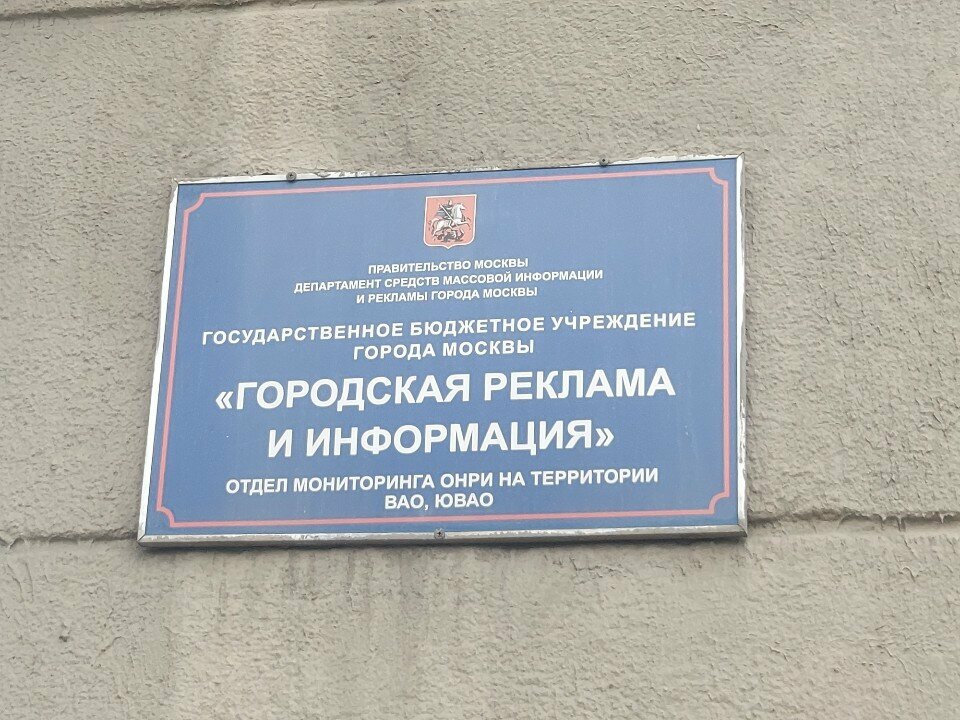 ПРАВИТЕЛЬСТВО МОСКВЫ
ДЕПАРТАМЕНТ СРЕДСТВ МАССОВОЙ ИНФОРМАЦИИ
И РЕКЛАМЫ ГОРОДА МОСКВЫ
ГОСУДАРСТВЕННОЕ БЮДЖЕТНОЕ УЧРЕЖДЕНИЕ
ГОРОДА МОСКВЫ
«ГОРОДСКАЯ РЕКЛАМА
И ИНФОРМАЦИЯ»
ОТДЕЛ МОНИТОРИНГА ОНРИ НА ТЕРРИТОРИИ
ВАО, ЮВАО